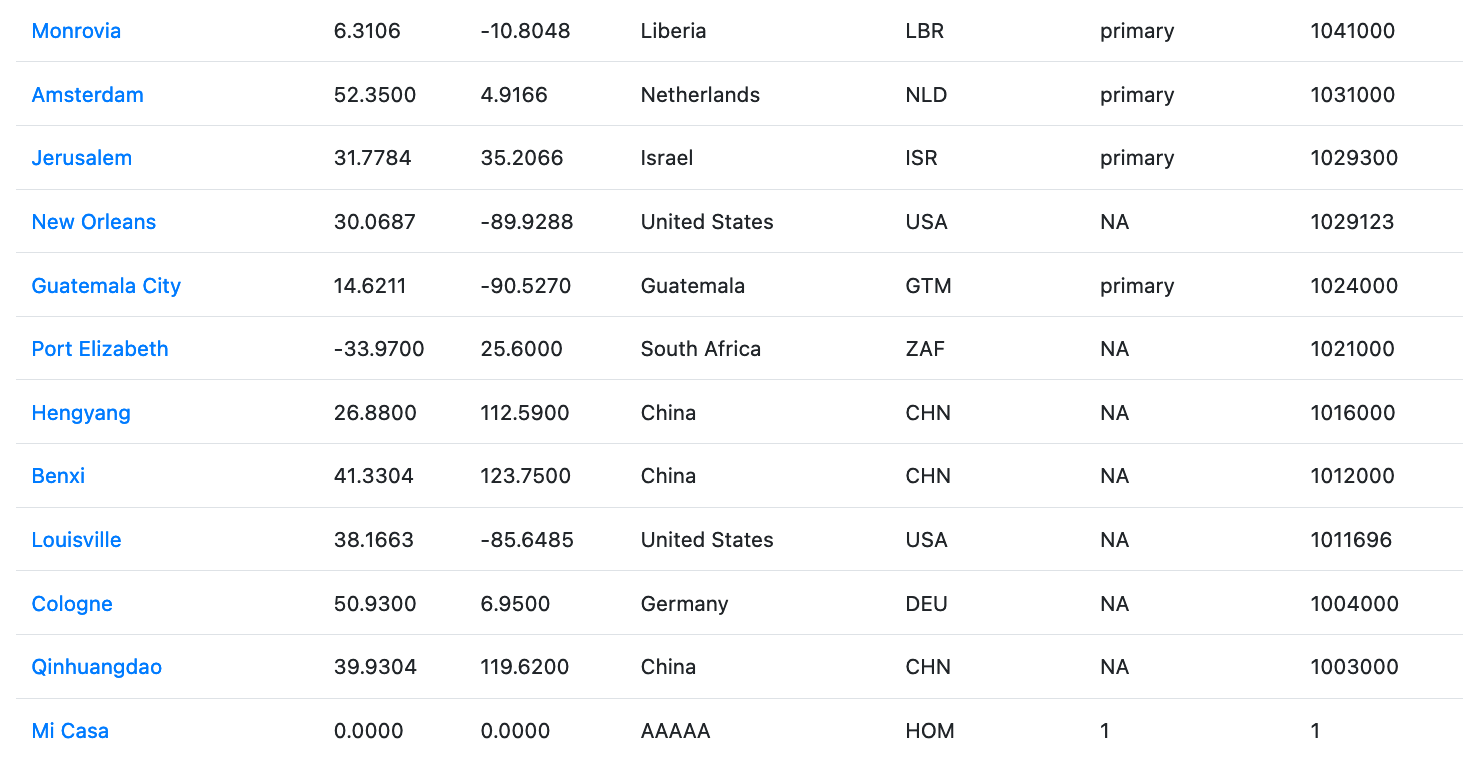 Monrovia 6.3106 -10.8048 Liberia LBR primary 1041000
Amsterdam 52.3500 4.9166 Netherlands NLD primary 1031000
Jerusalem 31.7784 35.2066 Israel ISR primary 1029300
New Orleans 30.0687 -89.9288 United States USA NA 1029123
Guatemala City 14.6211 -90.5270 Guatemala GTM primary 1024000
Port Elizabeth -33.9700 25.6000 South Africa ZAF NA 1021000
Hengyang 26.8800 112.5900 China CHN NA 1016000
Benxi 41.3304 123.7500 China CHN NA 1012000
Louisville 38.1663 -85.6485 United States USA NA 1011696
Cologne 50.9300 6.9500 Germany DEU NA 1004000
Qinhuangdao 39.9304 119.6200 China CHN NA 1003000
Mi Casa 0.0000 0.0000 AAAAA HOM 1 1